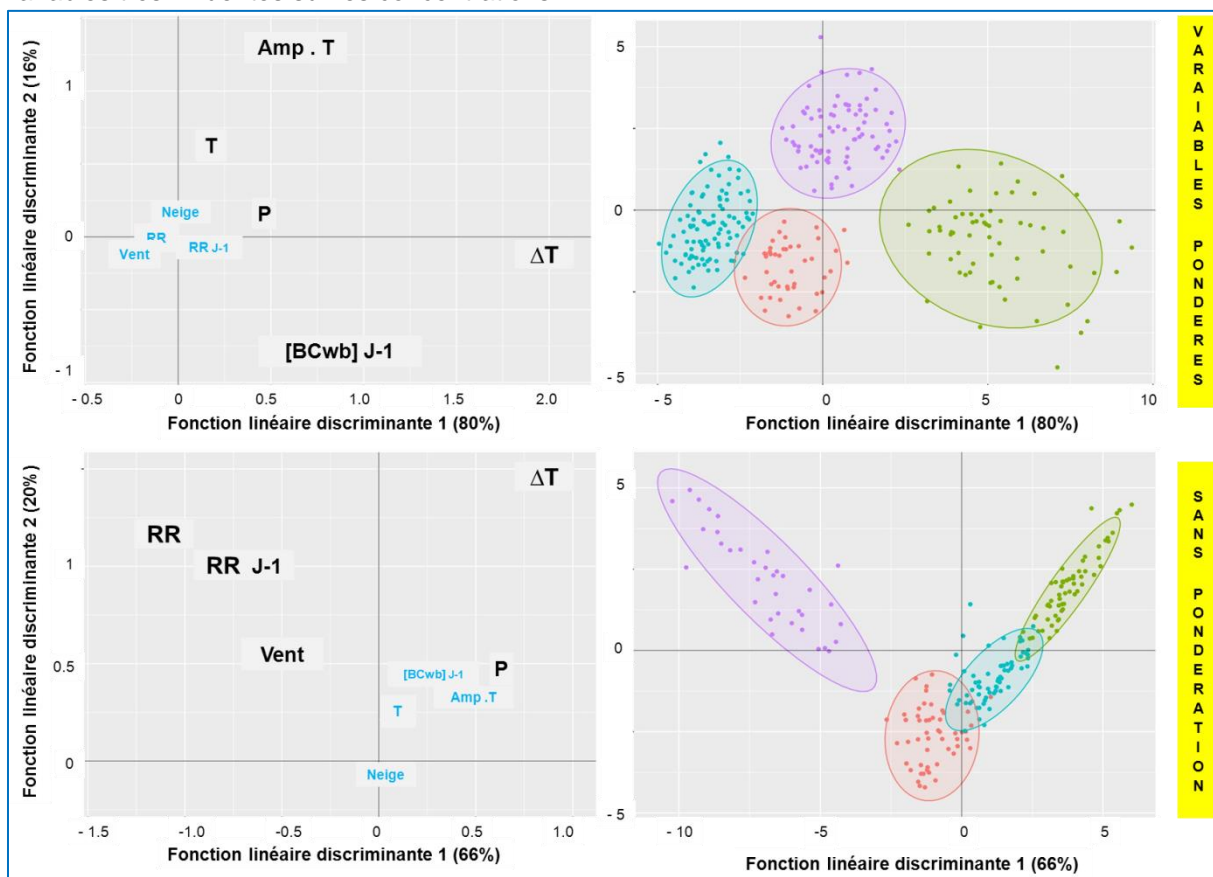 Amp . T
T
Neige
P
RR
Vent
RR J-1
ΔT
[BCwb] J-1
Fonction linéaire discriminante 2 (16%)
1
0
- 1
- 0.5
0
0.5
1.0
1.5
2.0
Fonction linéaire discriminante 1 (80%)
5
0
- 5
- 5
0
5
10
Fonction linéaire discriminante 1 (80%)
VARAIABLES PONDERES
ΔT
RR
RR J-1
Vent
[BCwb] J-1
P
Amp .T
T
Neige
Fonction linéaire discriminante 2 (20%)
1
0.5
0
- 1.5
-1.0
-0.5
0
0.5
1.0
Fonction linéaire discriminante 1 (66%)
5
0
- 5
- 10
-5
0
5
Fonction linéaire discriminante 1 (66%)
SANS PONDERATION